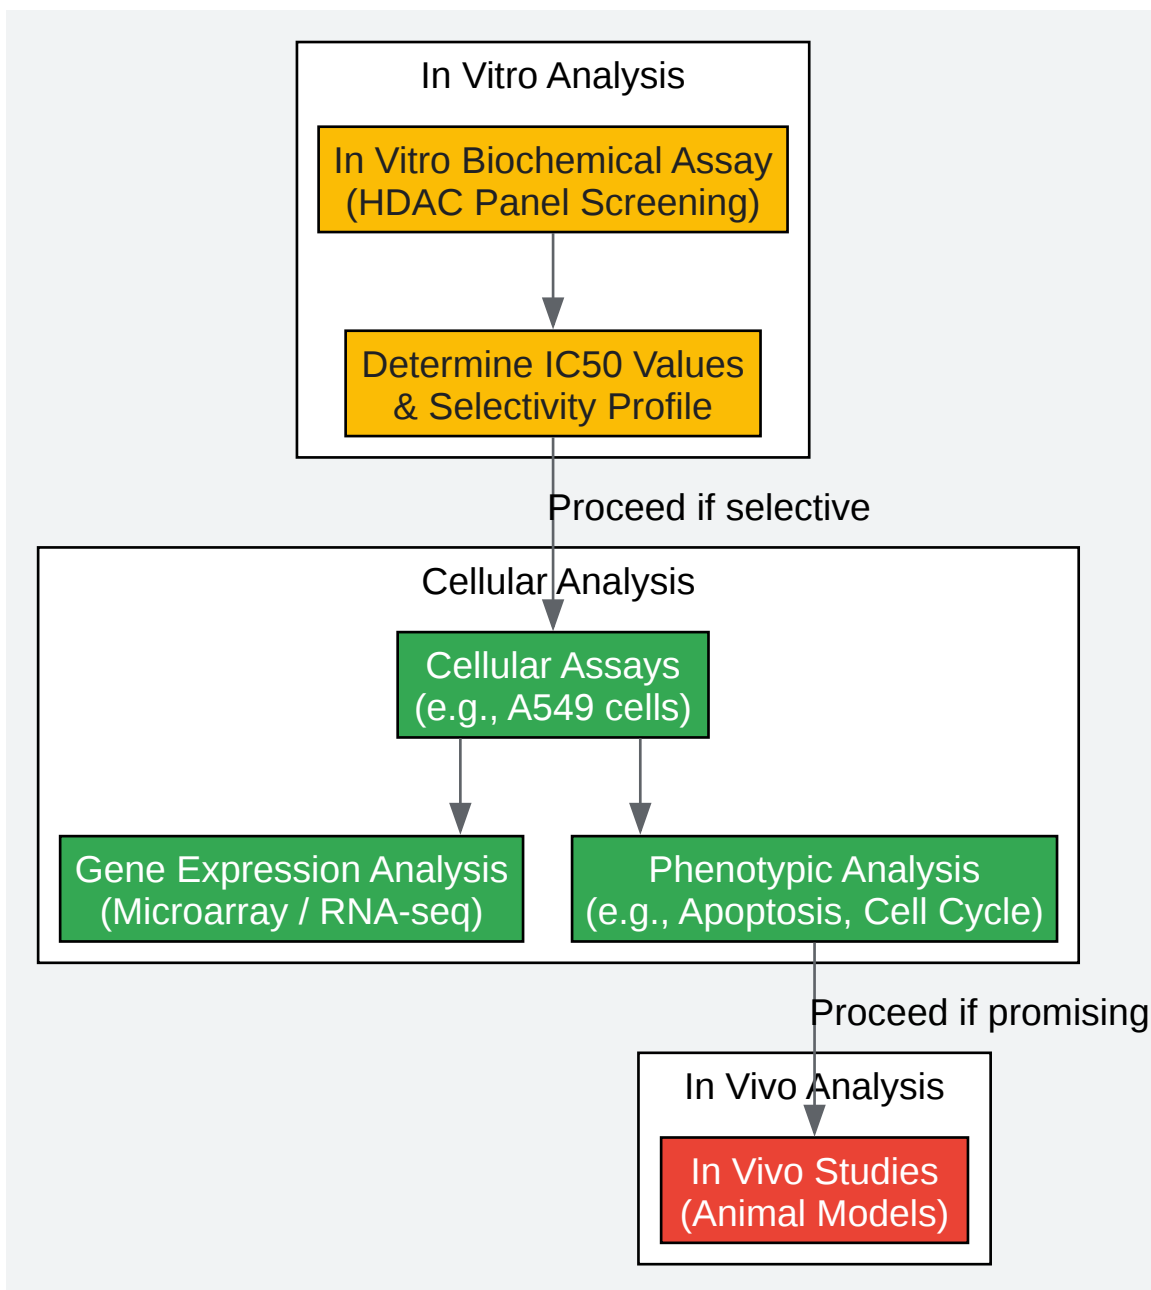 In Vitro Analysis
In Vitro Biochemical Assay
(HDAC Panel Screening)
Determine IC50 Values
& Selectivity Profile
Proceed if selective
Cellular Analysis
Cellular Assays
(e.g., A549 cells)
Gene Expression Analysis
(Microarray / RNA-seq)
Phenotypic Analysis
(e.g., Apoptosis, Cell Cycle)
Proceed if promising
In Vivo Analysis
In Vivo Studies
(Animal Models)